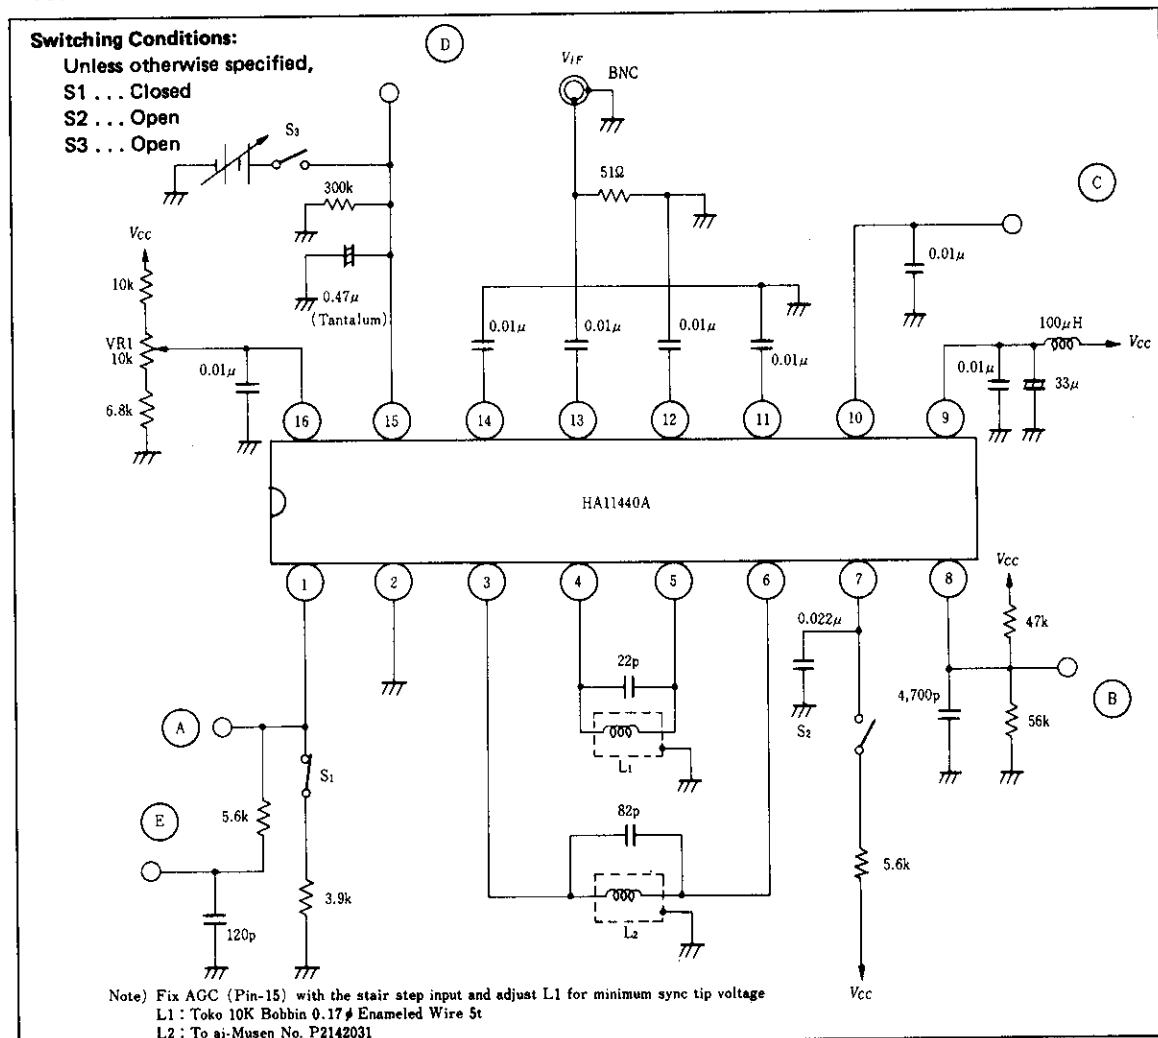 Switching Conditions:
Unless otherwise specified,
S1 ... Closed
S2 ... Open
S3 ... Open
D
VIF
BNC
S3
51Ω
C
300k
VCC
10k
0.47μ
(Tantalum)
0.01μ
100μH
VCC
VR1
10k
0.01μ
0.01μ
0.01μ
0.01μ
0.01μ
0.01μ
33μ
6.8k
16
15
14
13
12
11
10
9
HA11440A
1
2
3
4
5
6
7
8
VCC
0.022μ
47k
22p
4,700p
B
A
S2
56k
S1
L1
E
5.6k
82p
5.6k
3.9k
120p
L2
VCC
Note) Fix AGC (Pin-15) with the stair step input and adjust L1 for minimum sync tip voltage
L1 : Toko 10K Bobbin 0.17ϕ Enameled Wire 5t
L2 : To ai-Musen No. P2142031